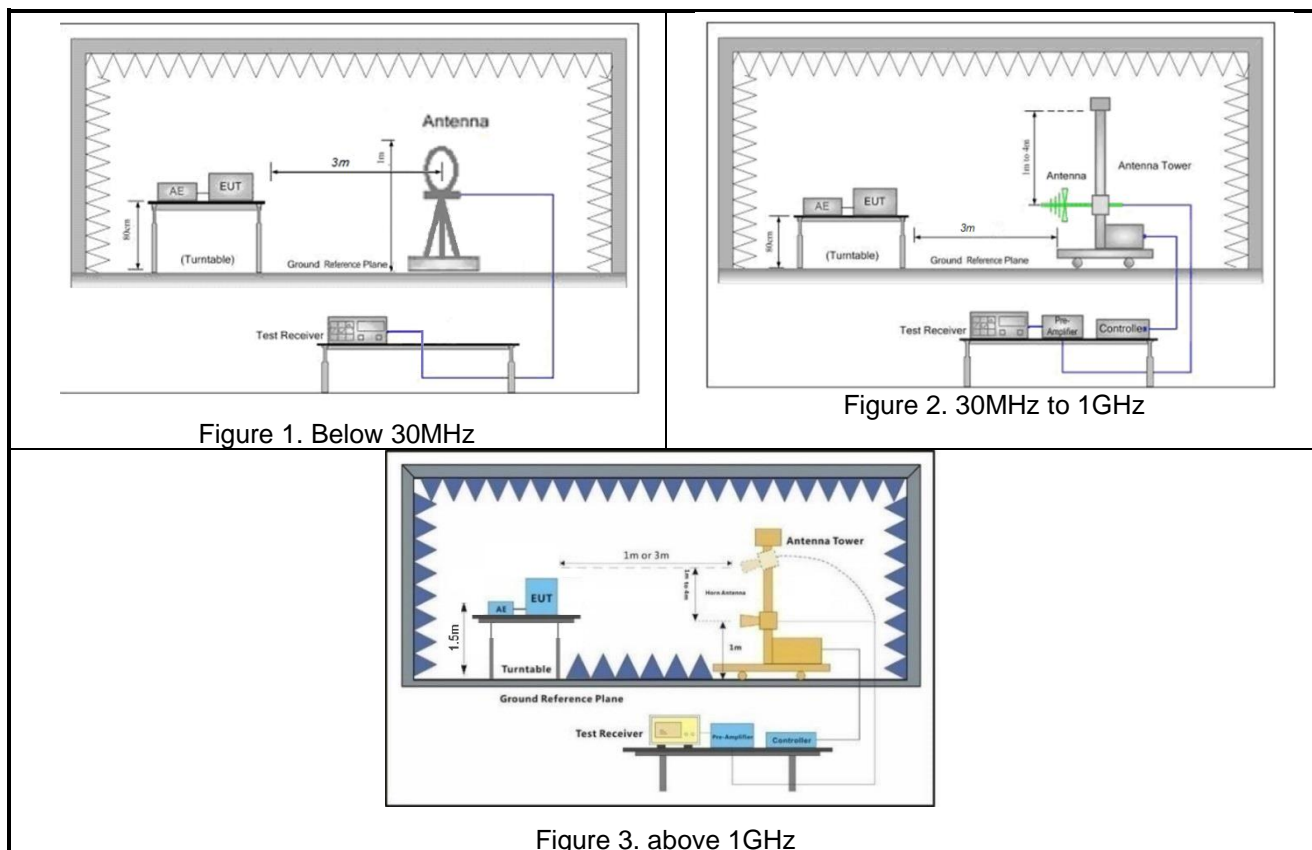 Antenna
3m
1m
AE
EUT
80cm
(Turntable)
Ground Reference Plane
Test Receiver
Figure 1. Below 30MHz
1m to 4m
Antenna
Antenna Tower
AE
EUT
3m
80cm
(Turntable)
Ground Reference Plane
Test Receiver
Pre-
Amplifier
Controller
Figure 2. 30MHz to 1GHz
Antenna Tower
1m or 3m
1m to 4m
Horn Antenna
EUT
AE
1.5m
1m
Turntable
Ground Reference Plane
Test Receiver
Pre-Amplifier
Controller
Figure 3. above 1GHz